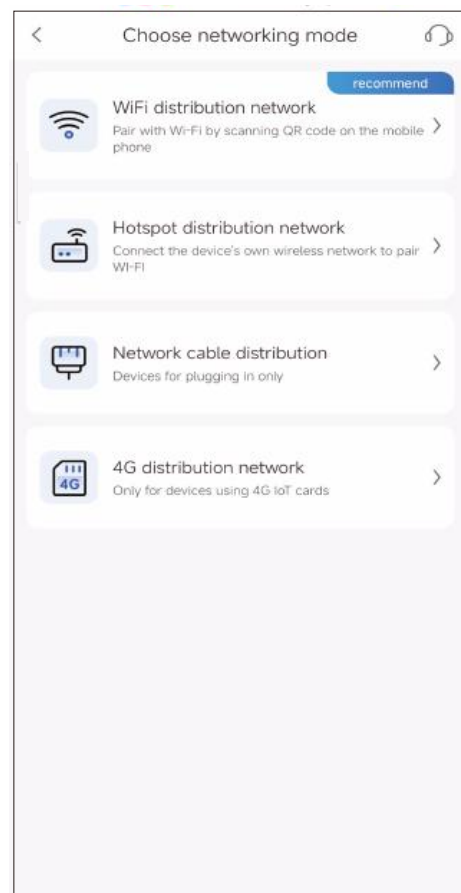 Choose networking mode
recommend
WiFi distribution network
Pair with Wi-Fi by scanning QR code on the mobile
phone
Hotspot distribution network
Connect the device's own wireless network to pair
WI-FI
Network cable distribution
Devices for plugging in only
4G
4G distribution network
Only for devices using 4G IoT cards